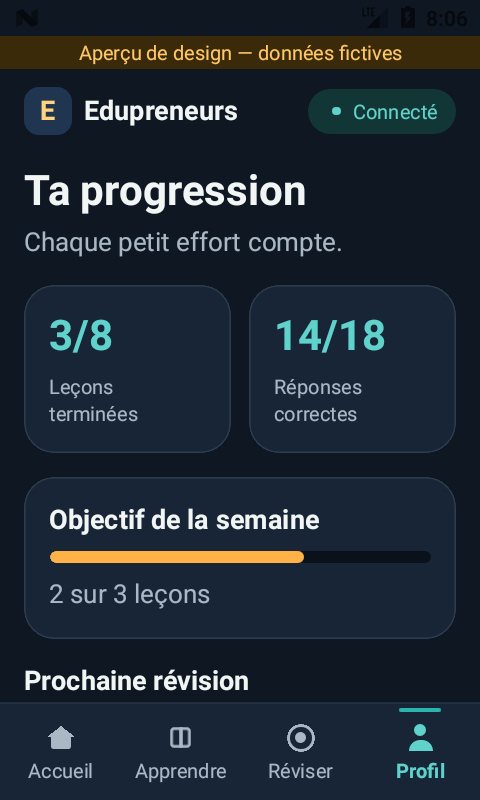 LTE 8:06
Aperçu de design — données fictives
E Edupreneurs Connecté
Ta progression
Chaque petit effort compte.
3/8
Leçons
terminées
14/18
Réponses
correctes
Objectif de la semaine
2 sur 3 leçons
Prochaine révision
Accueil Apprendre Réviser Profil